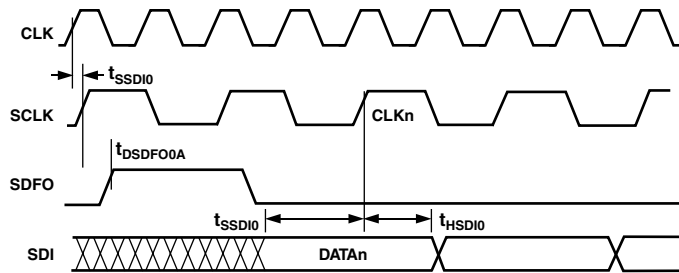 CLK
tSSDI0
SCLK
CLKn
tDSDFO0A
SDFO
tSSDI0
tHSDI0
SDI
DATAn